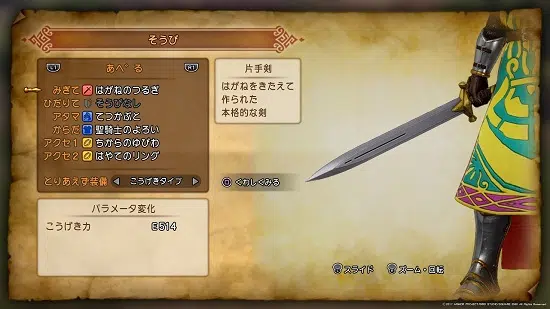 そうび
L1 あべる R1
みぎて はがねのつるぎ
ひだりて そうびなし
アタマ てつかぶと
からだ 聖騎士のよろい
アクセ1 ちからのゆびわ
アクセ2 はやてのリング
とりあえず装備 こうげきタイプ
パラメータ変化
こうげき力 E514
片手剣
はがねをきたえて
作られた
本格的な剣
くわしくみる
スライド ズーム・回転